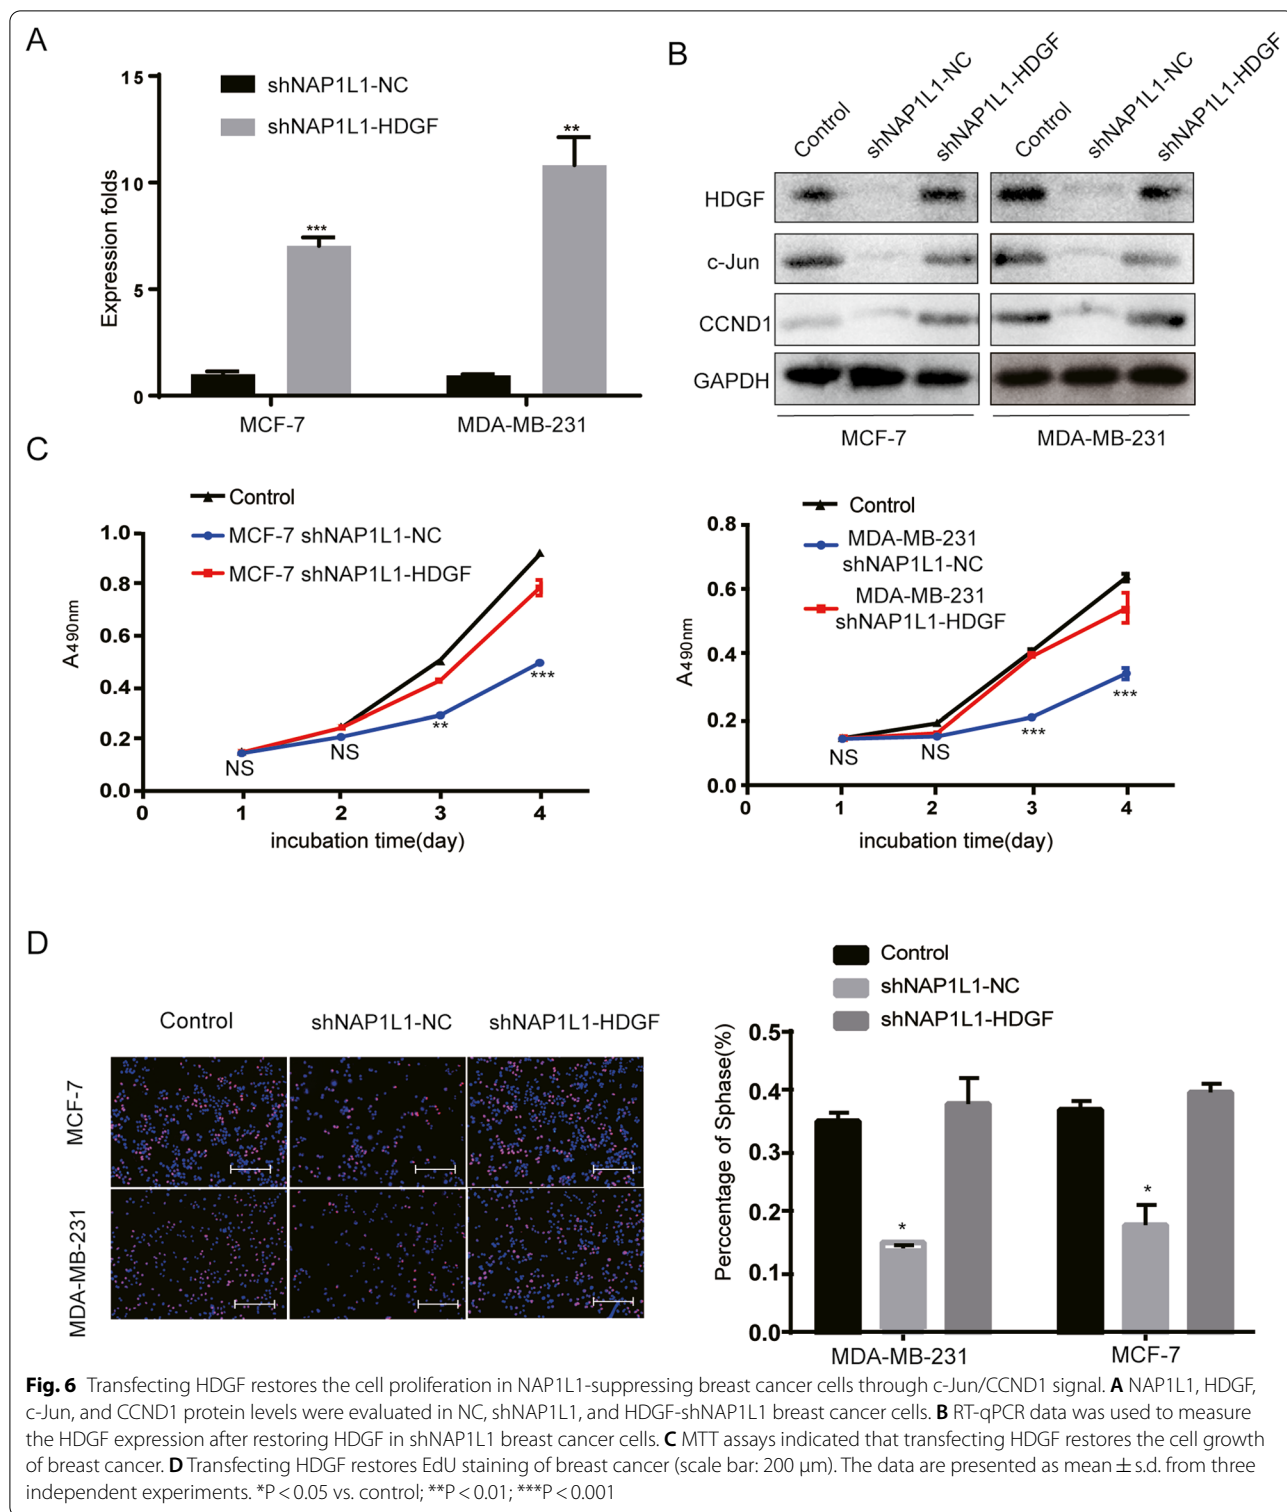 A
shNAP1L1-NC
shNAP1L1-HDGF
15
10
5
0
Expression folds
***
**
MCF-7
MDA-MB-231
B
Control
shNAP1L1-NC
shNAP1L1-HDGF
Control
shNAP1L1-NC
shNAP1L1-HDGF
HDGF
c-Jun
CCND1
GAPDH
MCF-7
MDA-MB-231
C
Control
MCF-7 shNAP1L1-NC
MCF-7 shNAP1L1-HDGF
1.0
0.8
0.6
0.4
0.2
0.0
A490nm
NS
NS
**
***
0
1
2
3
4
incubation time(day)
Control
MDA-MB-231
shNAP1L1-NC
MDA-MB-231
shNAP1L1-HDGF
0.8
0.6
0.4
0.2
0.0
A490nm
NS
NS
***
***
0
1
2
3
4
incubation time(day)
D
Control
shNAP1L1-NC
shNAP1L1-HDGF
MCF-7
MDA-MB-231
Control
shNAP1L1-NC
shNAP1L1-HDGF
0.5
0.4
0.3
0.2
0.1
0.0
Perccentage of Sphase(%)
*
*
MDA-MB-231
MCF-7
Fig. 6 Transfecting HDGF restores the cell proliferation in NAP1L1-suppressing breast cancer cells through c-Jun/CCND1 signal. A NAP1L1, HDGF,
c-Jun, and CCND1 protein levels were evaluated in NC, shNAP1L1, and HDGF-shNAP1L1 breast cancer cells. B RT-qPCR data was used to measure
the HDGF expression after restoring HDGF in shNAP1L1 breast cancer cells. C MTT assays indicated that transfecting HDGF restores the cell growth
of breast cancer. D Transfecting HDGF restores EdU staining of breast cancer (scale bar: 200 μm). The data are presented as mean ± s.d. from three
independent experiments. *P < 0.05 vs. control; **P < 0.01; ***P < 0.001